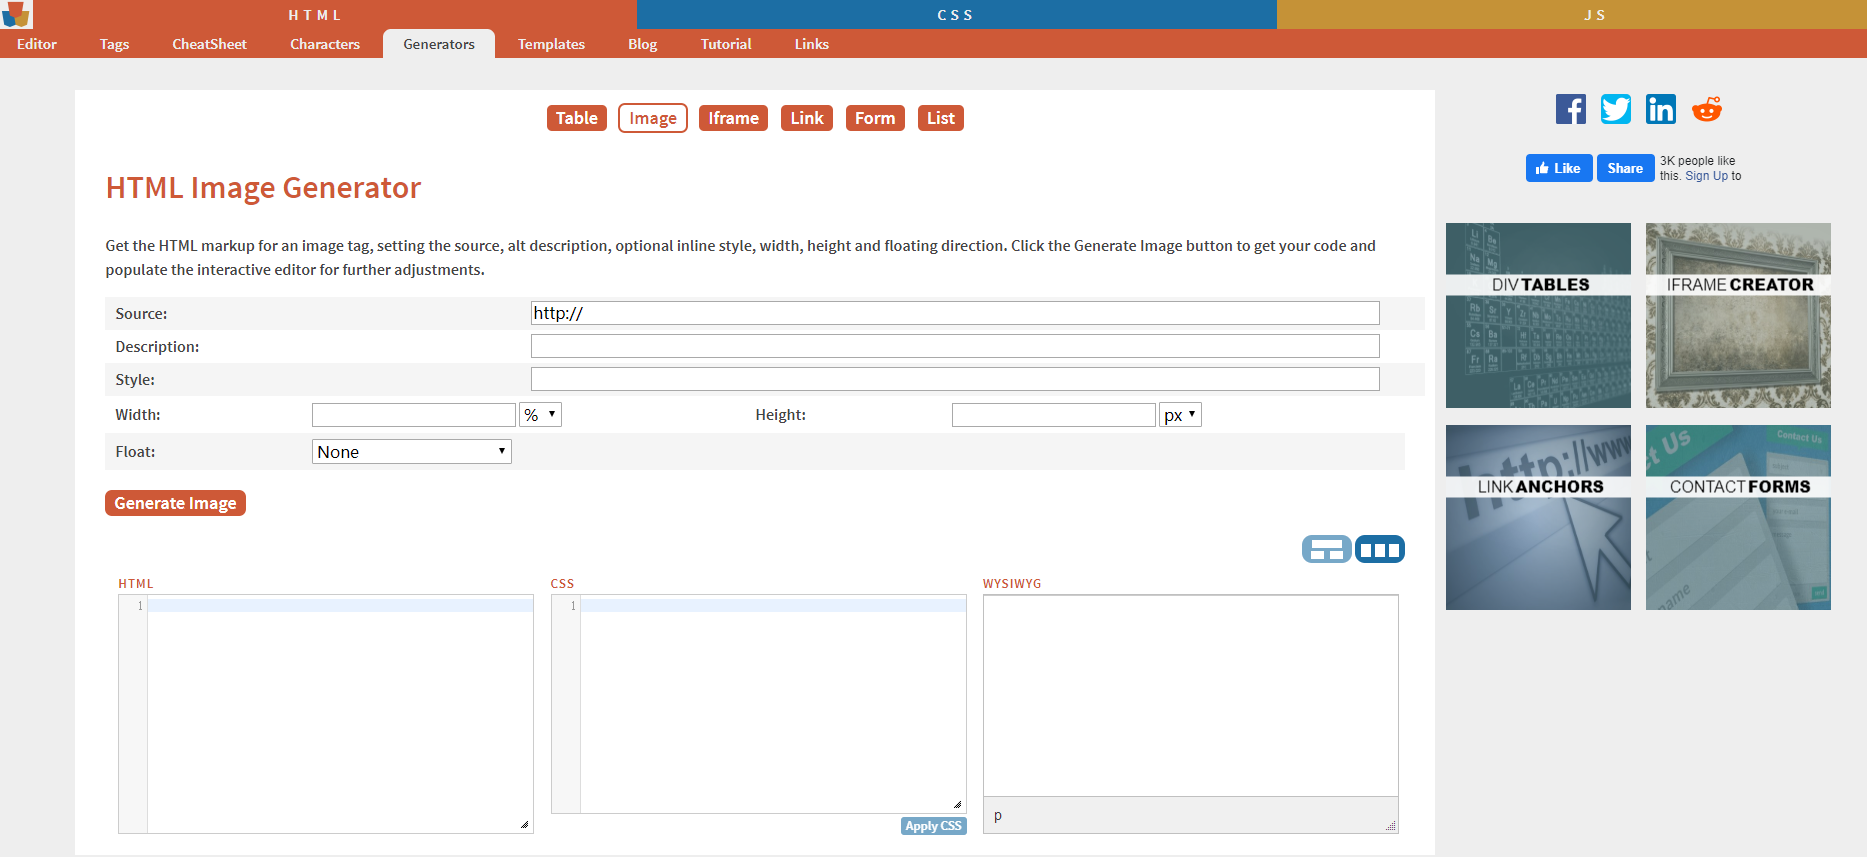 HTML CSS JS
Editor Tags CheatSheet Characters Generators Templates Blog Tutorial Links
Table Image Iframe Link Form List
HTML Image Generator
Get the HTML markup for an image tag, setting the source, alt description, optional inline style, width, height and floating direction. Click the Generate Image button to get your code and
populate the interactive editor for further adjustments.
Source: http://
Description:
Style:
Width: % Height: px
Float: None
Generate Image
HTML CSS WYSIWYG
1 1
Apply CSS
p
Like Share 3K people like
this. Sign Up to
DIV TABLES
IFRAME CREATOR
http://www
LINK ANCHORS
Contact Us
CONTACT FORMS